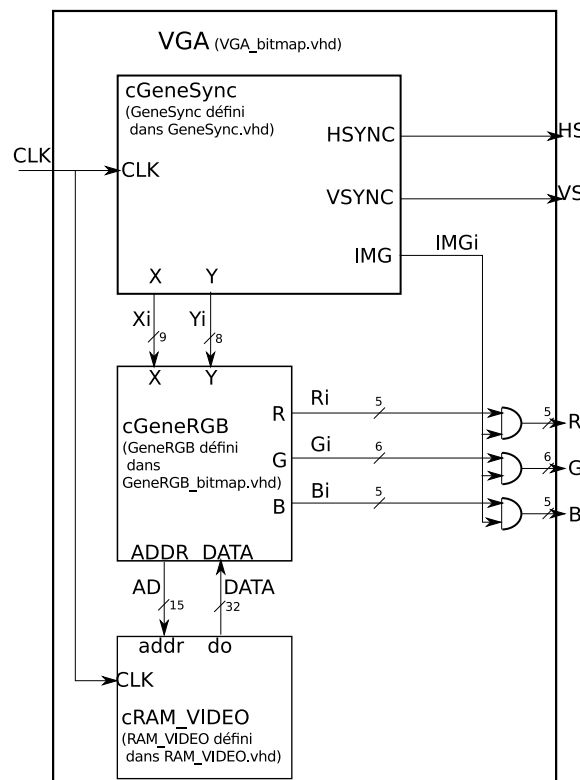 VGA (VGA_bitmap.vhd)
cGeneSync
(GeneSync défini
dans GeneSync.vhd)
HSYNC
HS
CLK
CLK
VSYNC
VS
IMG
IMGi
X Y
Xi
9
Yi
8
X Y
cGeneRGB
(GeneRGB défini
dans
GeneRGB_bitmap.vhd)
R
Ri
5
5
R
G
Gi
6
6
G
B
Bi
5
5
B
ADDR DATA
AD
15
DATA
32
addr do
CLK
cRAM_VIDEO
(RAM_VIDEO défini
dans RAM_VIDEO.vhd)